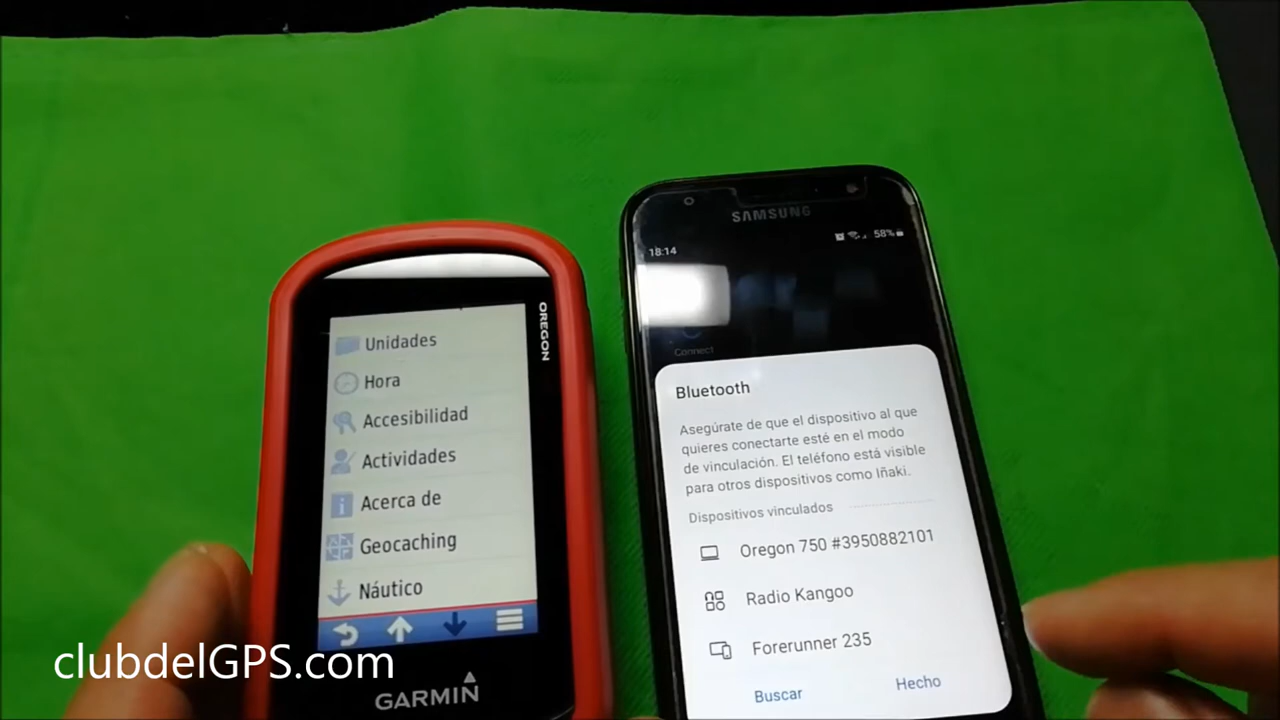 OREGON
Unidades
Hora
Accesibilidad
Actividades
Acerca de
Geocaching
Náutico
GARMIN
SAMSUNG
18:14
58%
Connect
Bluetooth
Asegúrate de que el dispositivo al que
quieres conectarte esté en el modo
de vinculación. El teléfono está visible
para otros dispositivos como Iñaki.
Dispositivos vinculados
Oregon 750 #3950882101
Radio Kangoo
Forerunner 235
Buscar
Hecho
clubdelGPS.com